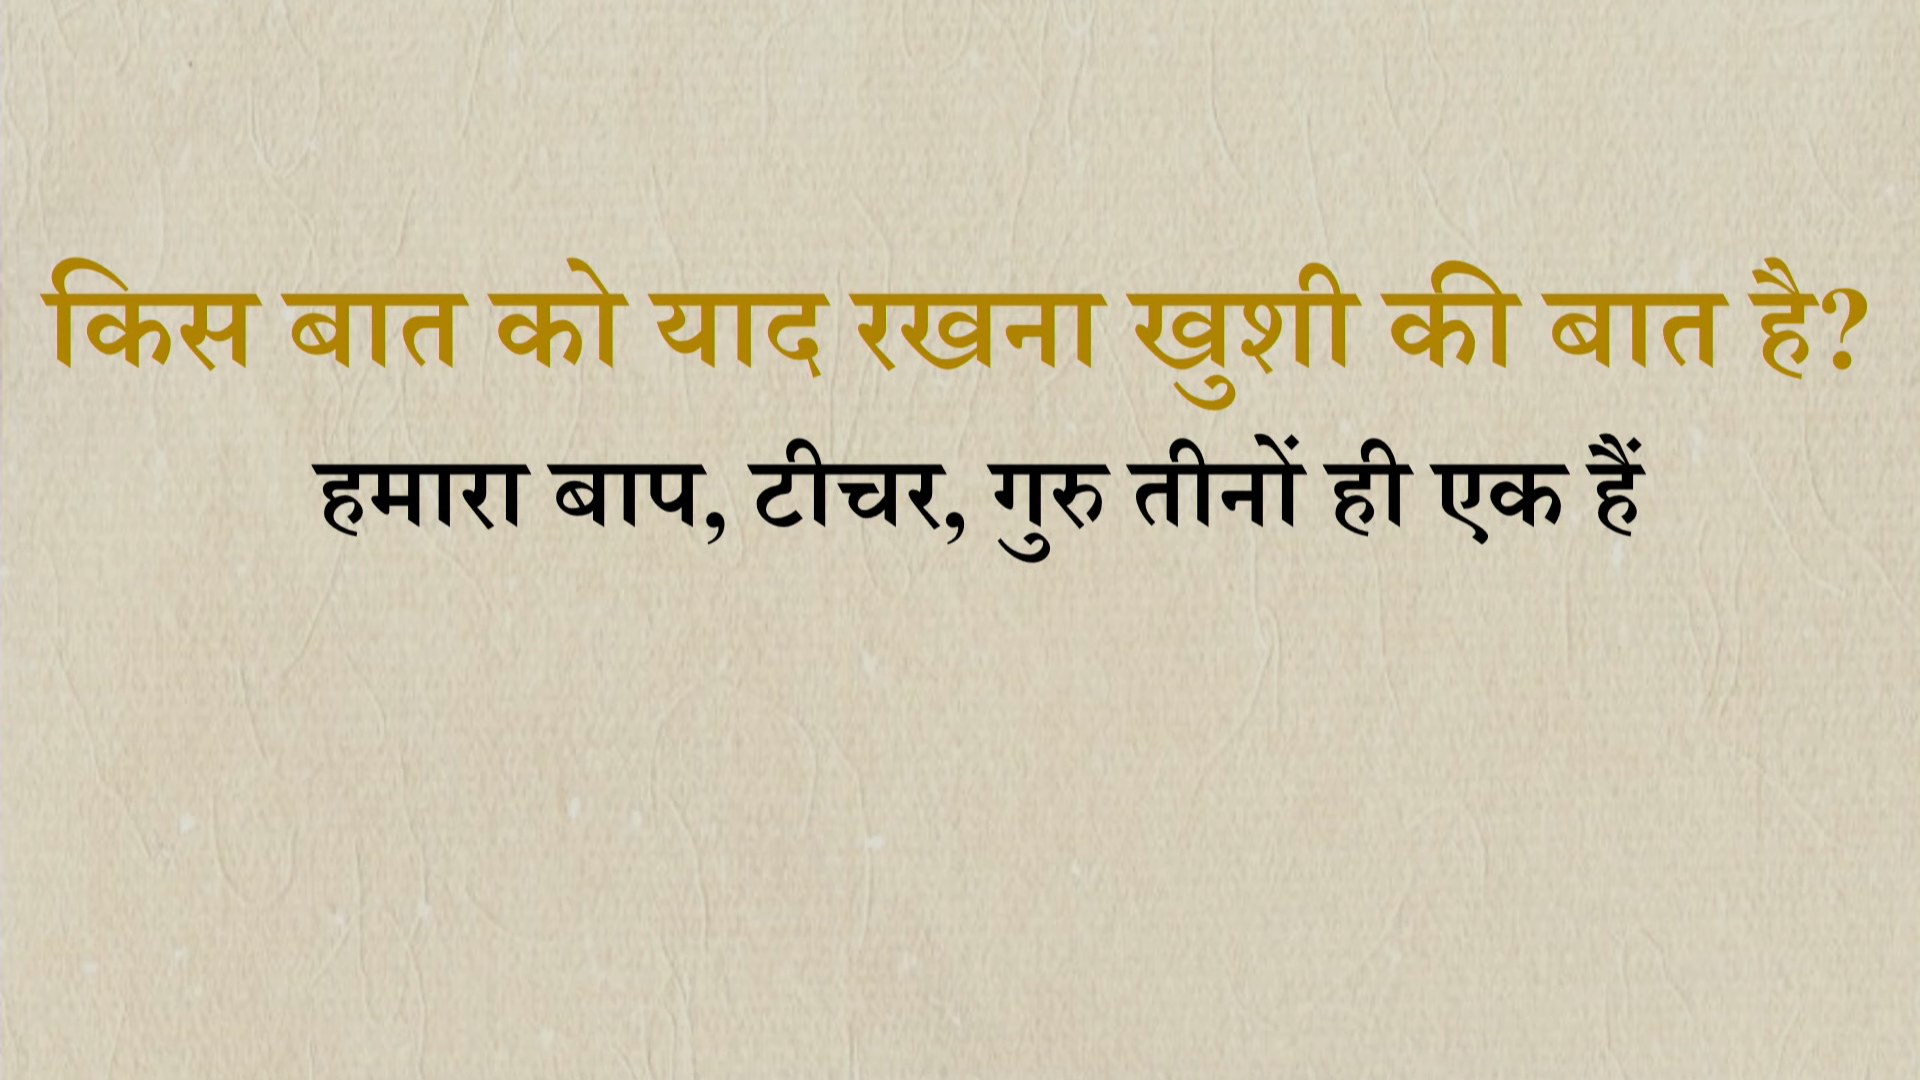 किस बात को याद रखना खुशी की बात है?
हमारा बाप, टीचर, गुरु तीनों ही एक हैं